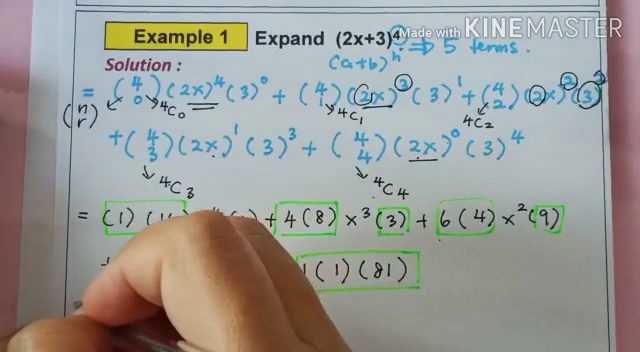 Made with KINEMASTER
Example 1 Expand (2x+3)⁴ ⇒ 5 terms.
Solution : (a+b)ⁿ
= (4 0)(2x)⁴(3)⁰ + (4 1)(2x)³(3)¹ + (4 2)(2x)²(3)²
(n r) ⁴C₀ ⁴C₁ ⁴C₂
+(4 3)(2x)¹(3)³ + (4 4)(2x)⁰(3)⁴
⁴C₃ ⁴C₄
= (1)(16) + 4(8)x³(3) + 6(4)x²(9)
1(1)(81)